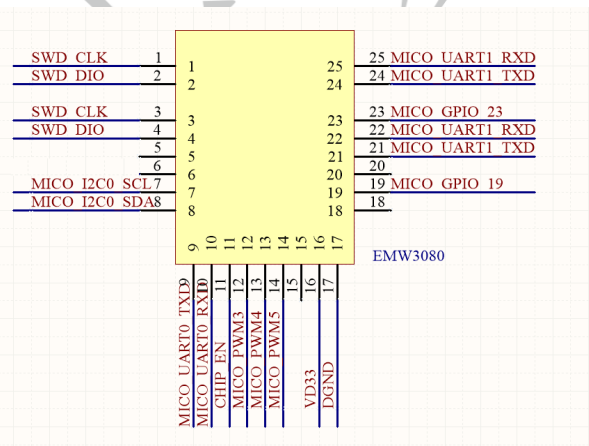 SWD CLK 1 1
SWD DIO 2 2
SWD CLK 3 3
SWD DIO 4 4
5 5
6 6
MICO I2C0 SCL 7 7
MICO I2C0 SDA 8 8
25 25 MICO UART1 RXD
24 24 MICO UART1 TXD
23 23 MICO GPIO 23
22 22 MICO UART1 RXD
21 21 MICO UART1 TXD
20 20
19 19 MICO GPIO 19
18 18
EMW3080
9 9 MICO UART0 TXD
10 10 MICO UART0 RXD
11 11 CHIP EN
12 12 MICO PWM3
13 13 MICO PWM4
14 14 MICO PWM5
15 15
16 16 VD33
17 17 DGND